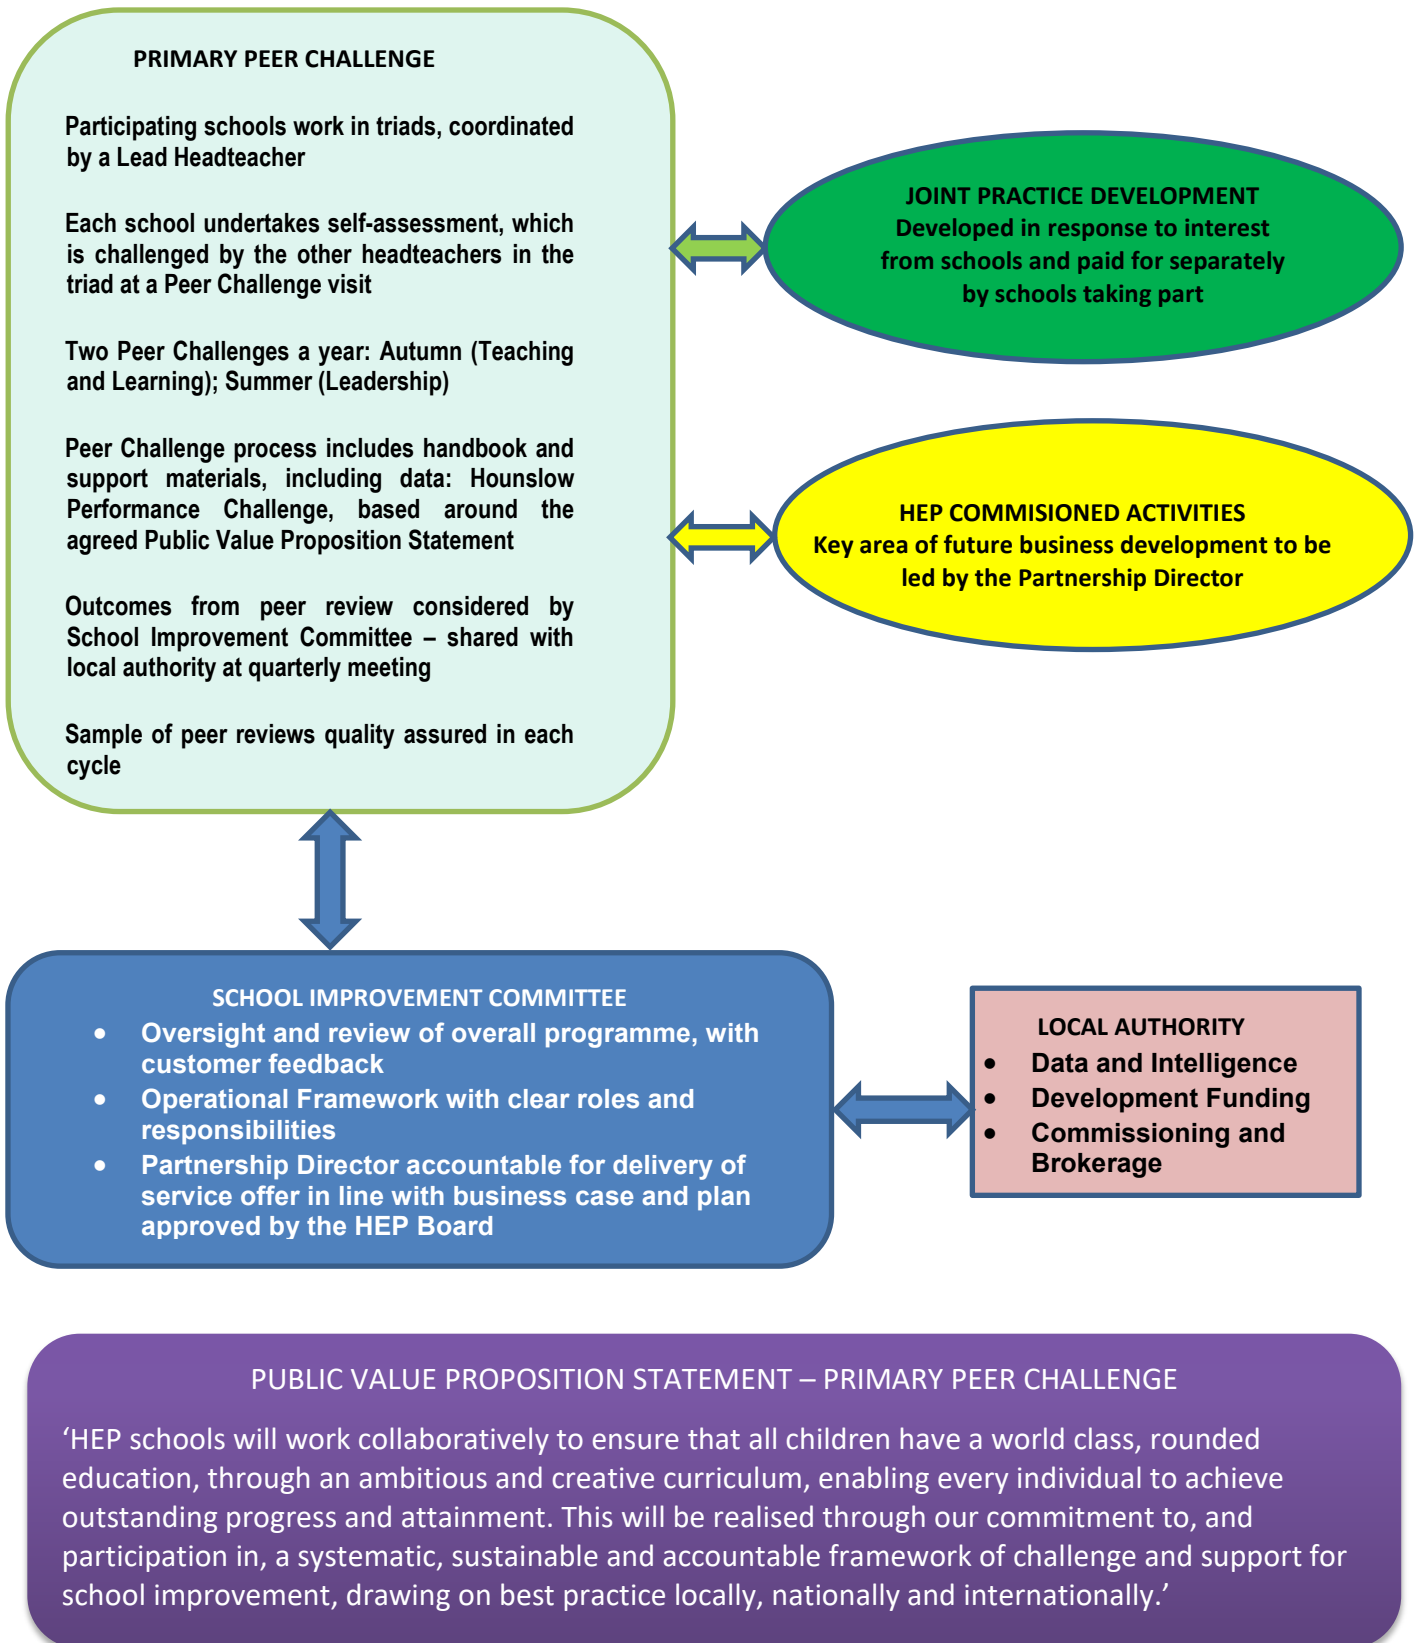 PRIMARY PEER CHALLENGE
Participating schools work in triads, coordinated
by a Lead Headteacher
Each school undertakes self-assessment, which
is challenged by the other headteachers in the
triad at a Peer Challenge visit
Two Peer Challenges a year: Autumn (Teaching
and Learning); Summer (Leadership)
Peer Challenge process includes handbook and
support materials, including data: Hounslow
Performance Challenge, based around the
agreed Public Value Proposition Statement
Outcomes from peer review considered by
School Improvement Committee – shared with
local authority at quarterly meeting
Sample of peer reviews quality assured in each
cycle
JOINT PRACTICE DEVELOPMENT
Developed in response to interest
from schools and paid for separately
by schools taking part
HEP COMMISIONED ACTIVITIES
Key area of future business development to be
led by the Partnership Director
SCHOOL IMPROVEMENT COMMITTEE
• Oversight and review of overall programme, with
customer feedback
• Operational Framework with clear roles and
responsibilities
• Partnership Director accountable for delivery of
service offer in line with business case and plan
approved by the HEP Board
LOCAL AUTHORITY
• Data and Intelligence
• Development Funding
• Commissioning and
Brokerage
PUBLIC VALUE PROPOSITION STATEMENT – PRIMARY PEER CHALLENGE
‘HEP schools will work collaboratively to ensure that all children have a world class, rounded
education, through an ambitious and creative curriculum, enabling every individual to achieve
outstanding progress and attainment. This will be realised through our commitment to, and
participation in, a systematic, sustainable and accountable framework of challenge and support for
school improvement, drawing on best practice locally, nationally and internationally.’